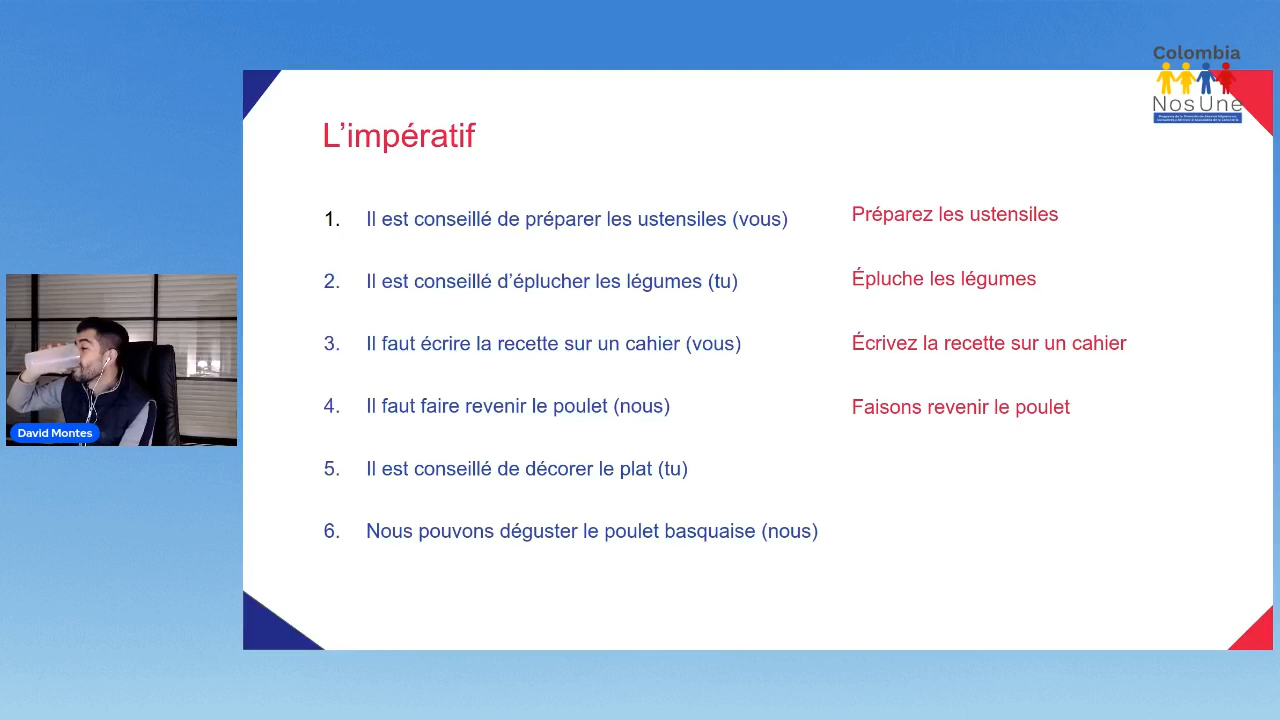 Colombia
NosUne
L'impératif
1. Il est conseillé de préparer les ustensiles (vous) Préparez les ustensiles
2. Il est conseillé d'éplucher les légumes (tu) Épluche les légumes
3. Il faut écrire la recette sur un cahier (vous) Écrivez la recette sur un cahier
4. Il faut faire revenir le poulet (nous) Faisons revenir le poulet
David Montes
5. Il est conseillé de décorer le plat (tu)
6. Nous pouvons déguster le poulet basquaise (nous)